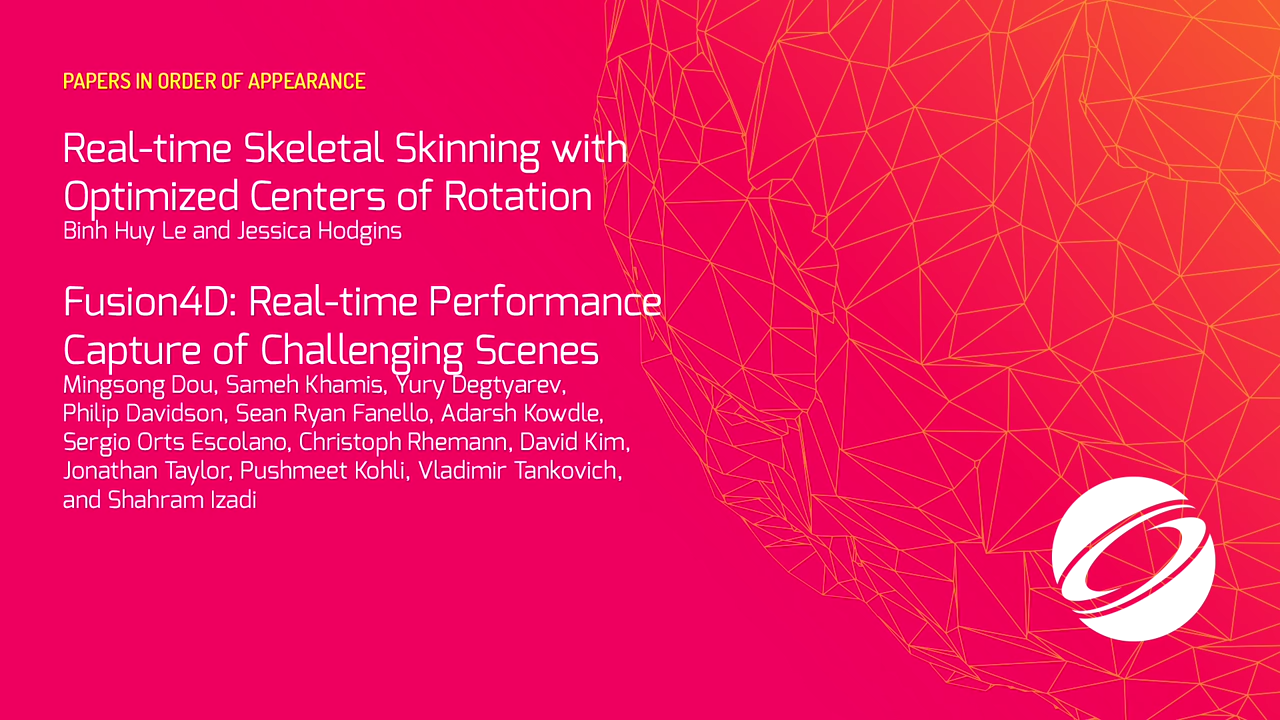 PAPERS IN ORDER OF APPEARANCE
Real-time Skeletal Skinning with
Optimized Centers of Rotation
Binh Huy Le and Jessica Hodgins
Fusion4D: Real-time Performance
Capture of Challenging Scenes
Mingsong Dou, Sameh Khamis, Yury Degtyarev,
Philip Davidson, Sean Ryan Fanello, Adarsh Kowdle,
Sergio Orts Escolano, Christoph Rhemann, David Kim,
Jonathan Taylor, Pushmeet Kohli, Vladimir Tankovich,
and Shahram Izadi